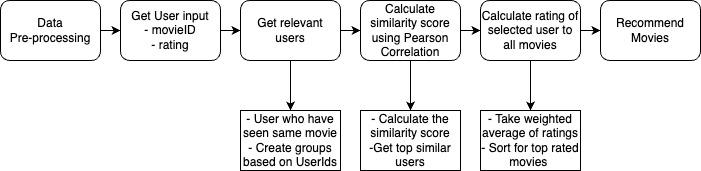 Data
Pre-processing
Get User input
- movieID
- rating
Get relevant
users
Calculate
similarity score
using Pearson
Correlation
Calculate rating of
selected user to
all movies
Recommend
Movies
- User who have
seen same movie
- Create groups
based on UserIds
- Calculate the
similarity score
-Get top similar
users
- Take weighted
average of ratings
- Sort for top rated
movies